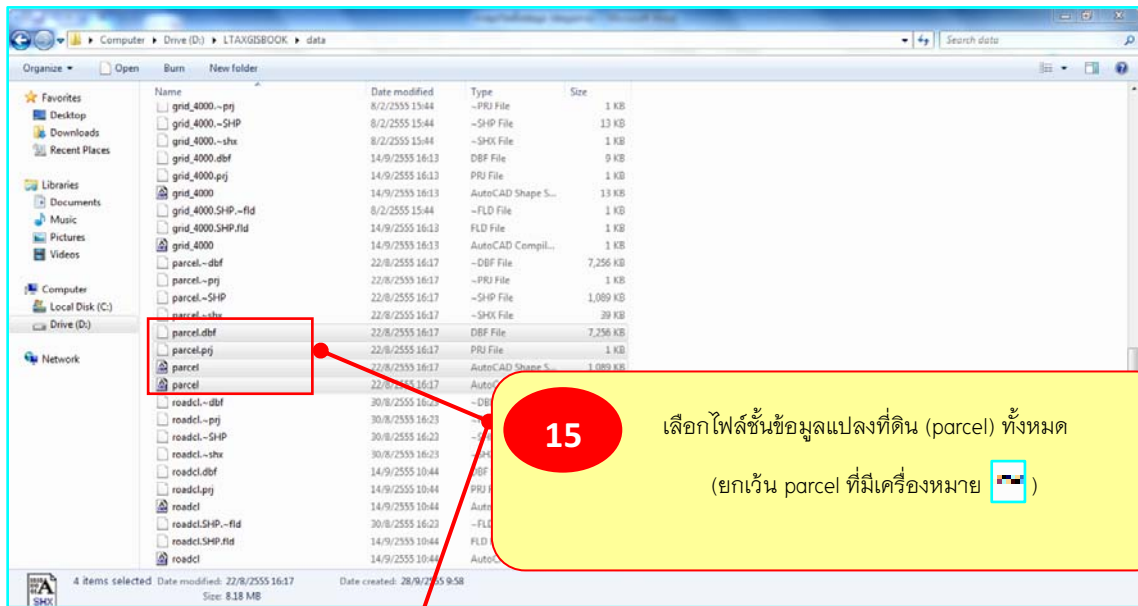 Computer ▸ Drive (D:) ▸ LTAXGISBOOK ▸ data
Search data
Organize Open Burn New folder
Name Date modified Type Size
Favorites
Desktop
Downloads
Recent Places
Libraries
Documents
Music
Pictures
Videos
Computer
Local Disk (C:)
Drive (D:)
Network
grid_4000.~prj 8/2/2555 15:44 ~PRJ File 1 KB
grid_4000.~SHP 8/2/2555 15:44 ~SHP File 13 KB
grid_4000.~shx 8/2/2555 15:44 ~SHX File 1 KB
grid_4000.dbf 14/9/2555 16:13 DBF File 9 KB
grid_4000.prj 14/9/2555 16:13 PRJ File 1 KB
grid_4000 14/9/2555 16:13 AutoCAD Shape S... 13 KB
grid_4000.SHP.~fld 8/2/2555 15:44 ~FLD File 1 KB
grid_4000.SHP.fld 14/9/2555 16:13 FLD File 1 KB
grid_4000 14/9/2555 16:13 AutoCAD Compil... 1 KB
parcel.~dbf 22/8/2555 16:17 ~DBF File 7,256 KB
parcel.~prj 22/8/2555 16:17 ~PRJ File 1 KB
parcel.~SHP 22/8/2555 16:17 ~SHP File 1,089 KB
parcel.~shx 22/8/2555 16:17 ~SHX File 39 KB
parcel.dbf 22/8/2555 16:17 DBF File 7,256 KB
parcel.prj 22/8/2555 16:17 PRJ File 1 KB
parcel 22/8/2555 16:17 AutoCAD Shape S... 1,089 KB
parcel 22/8/2555 16:17
roadcl.~dbf 30/8/2555 16:23
roadcl.~prj 30/8/2555 16:23
roadcl.~SHP 30/8/2555 16:23
roadcl.~shx 30/8/2555 16:23
roadcl.dbf 14/9/2555 10:44
roadcl.prj 14/9/2555 10:44
roadcl 14/9/2555 10:44
roadcl.SHP.~fld 30/8/2555 16:23
roadcl.SHP.fld 14/9/2555 10:44
roadcl 14/9/2555 10:44
15
เลือกไฟล์ชั้นข้อมูลแปลงที่ดิน (parcel) ทั้งหมด
(ยกเว้น parcel ที่มีเครื่องหมาย )
4 items selected Date modified: 22/8/2555 16:17 Date created: 28/9/2555 9:58
Size: 8.18 MB
SHX